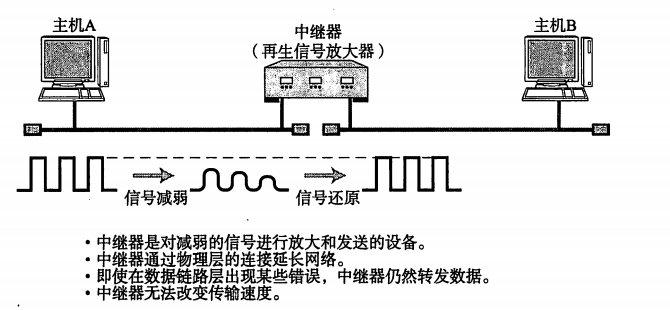 主机A
中继器
（再生信号放大器）
主机B
信号减弱
信号还原
·中继器是对减弱的信号进行放大和发送的设备。
·中继器通过物理层的连接延长网络。
·即使在数据链路层出现某些错误，中继器仍然转发数据。
·中继器无法改变传输速度。